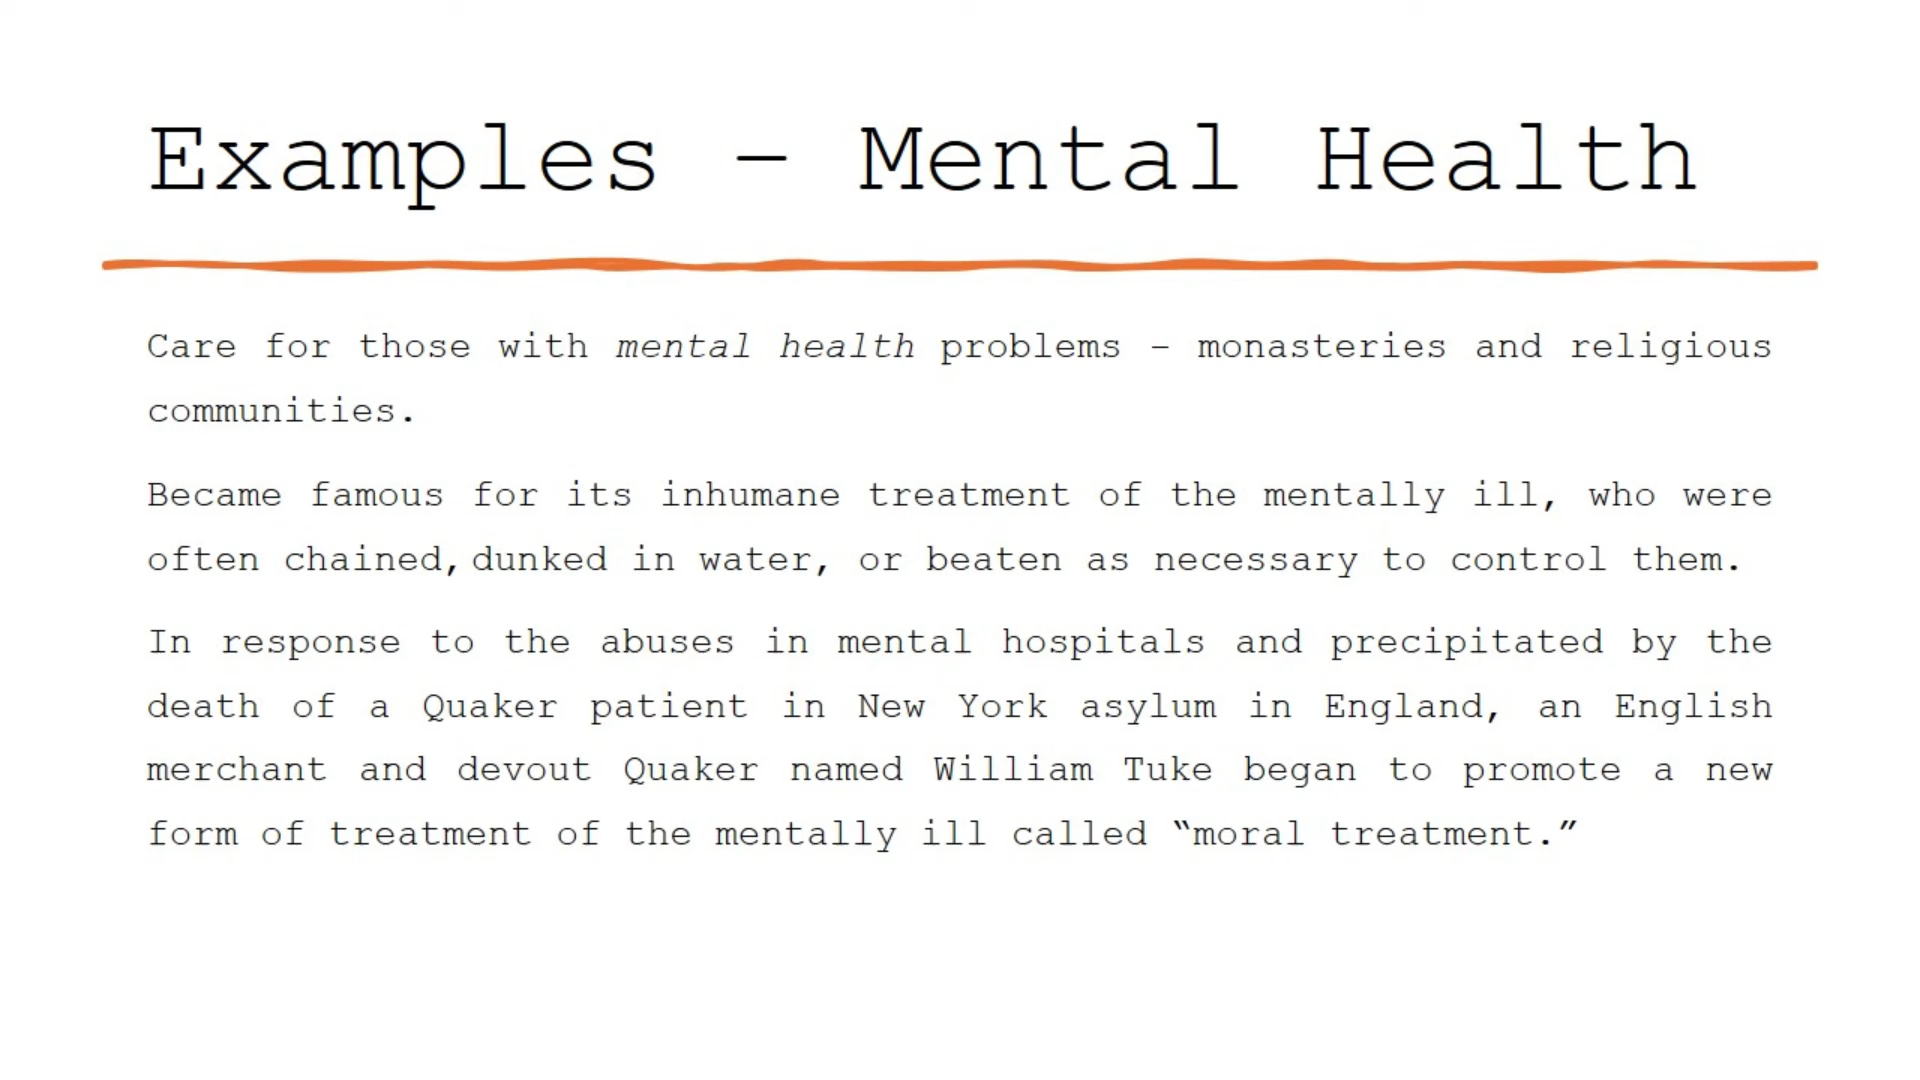 Examples – Mental Health
Care for those with mental health problems – monasteries and religious
communities.
Became famous for its inhumane treatment of the mentally ill, who were
often chained, dunked in water, or beaten as necessary to control them.
In response to the abuses in mental hospitals and precipitated by the
death of a Quaker patient in New York asylum in England, an English
merchant and devout Quaker named William Tuke began to promote a new
form of treatment of the mentally ill called “moral treatment.”